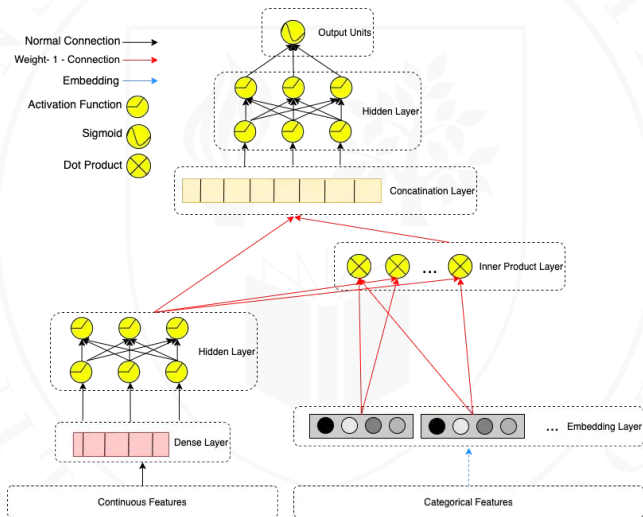 Normal Connection
Weight- 1 - Connection
Embedding
Activation Function
Sigmoid
Dot Product
Output Units
Hidden Layer
Concatination Layer
Inner Product Layer
...
Hidden Layer
Dense Layer
... Embedding Layer
Continuous Features
Categorical Features